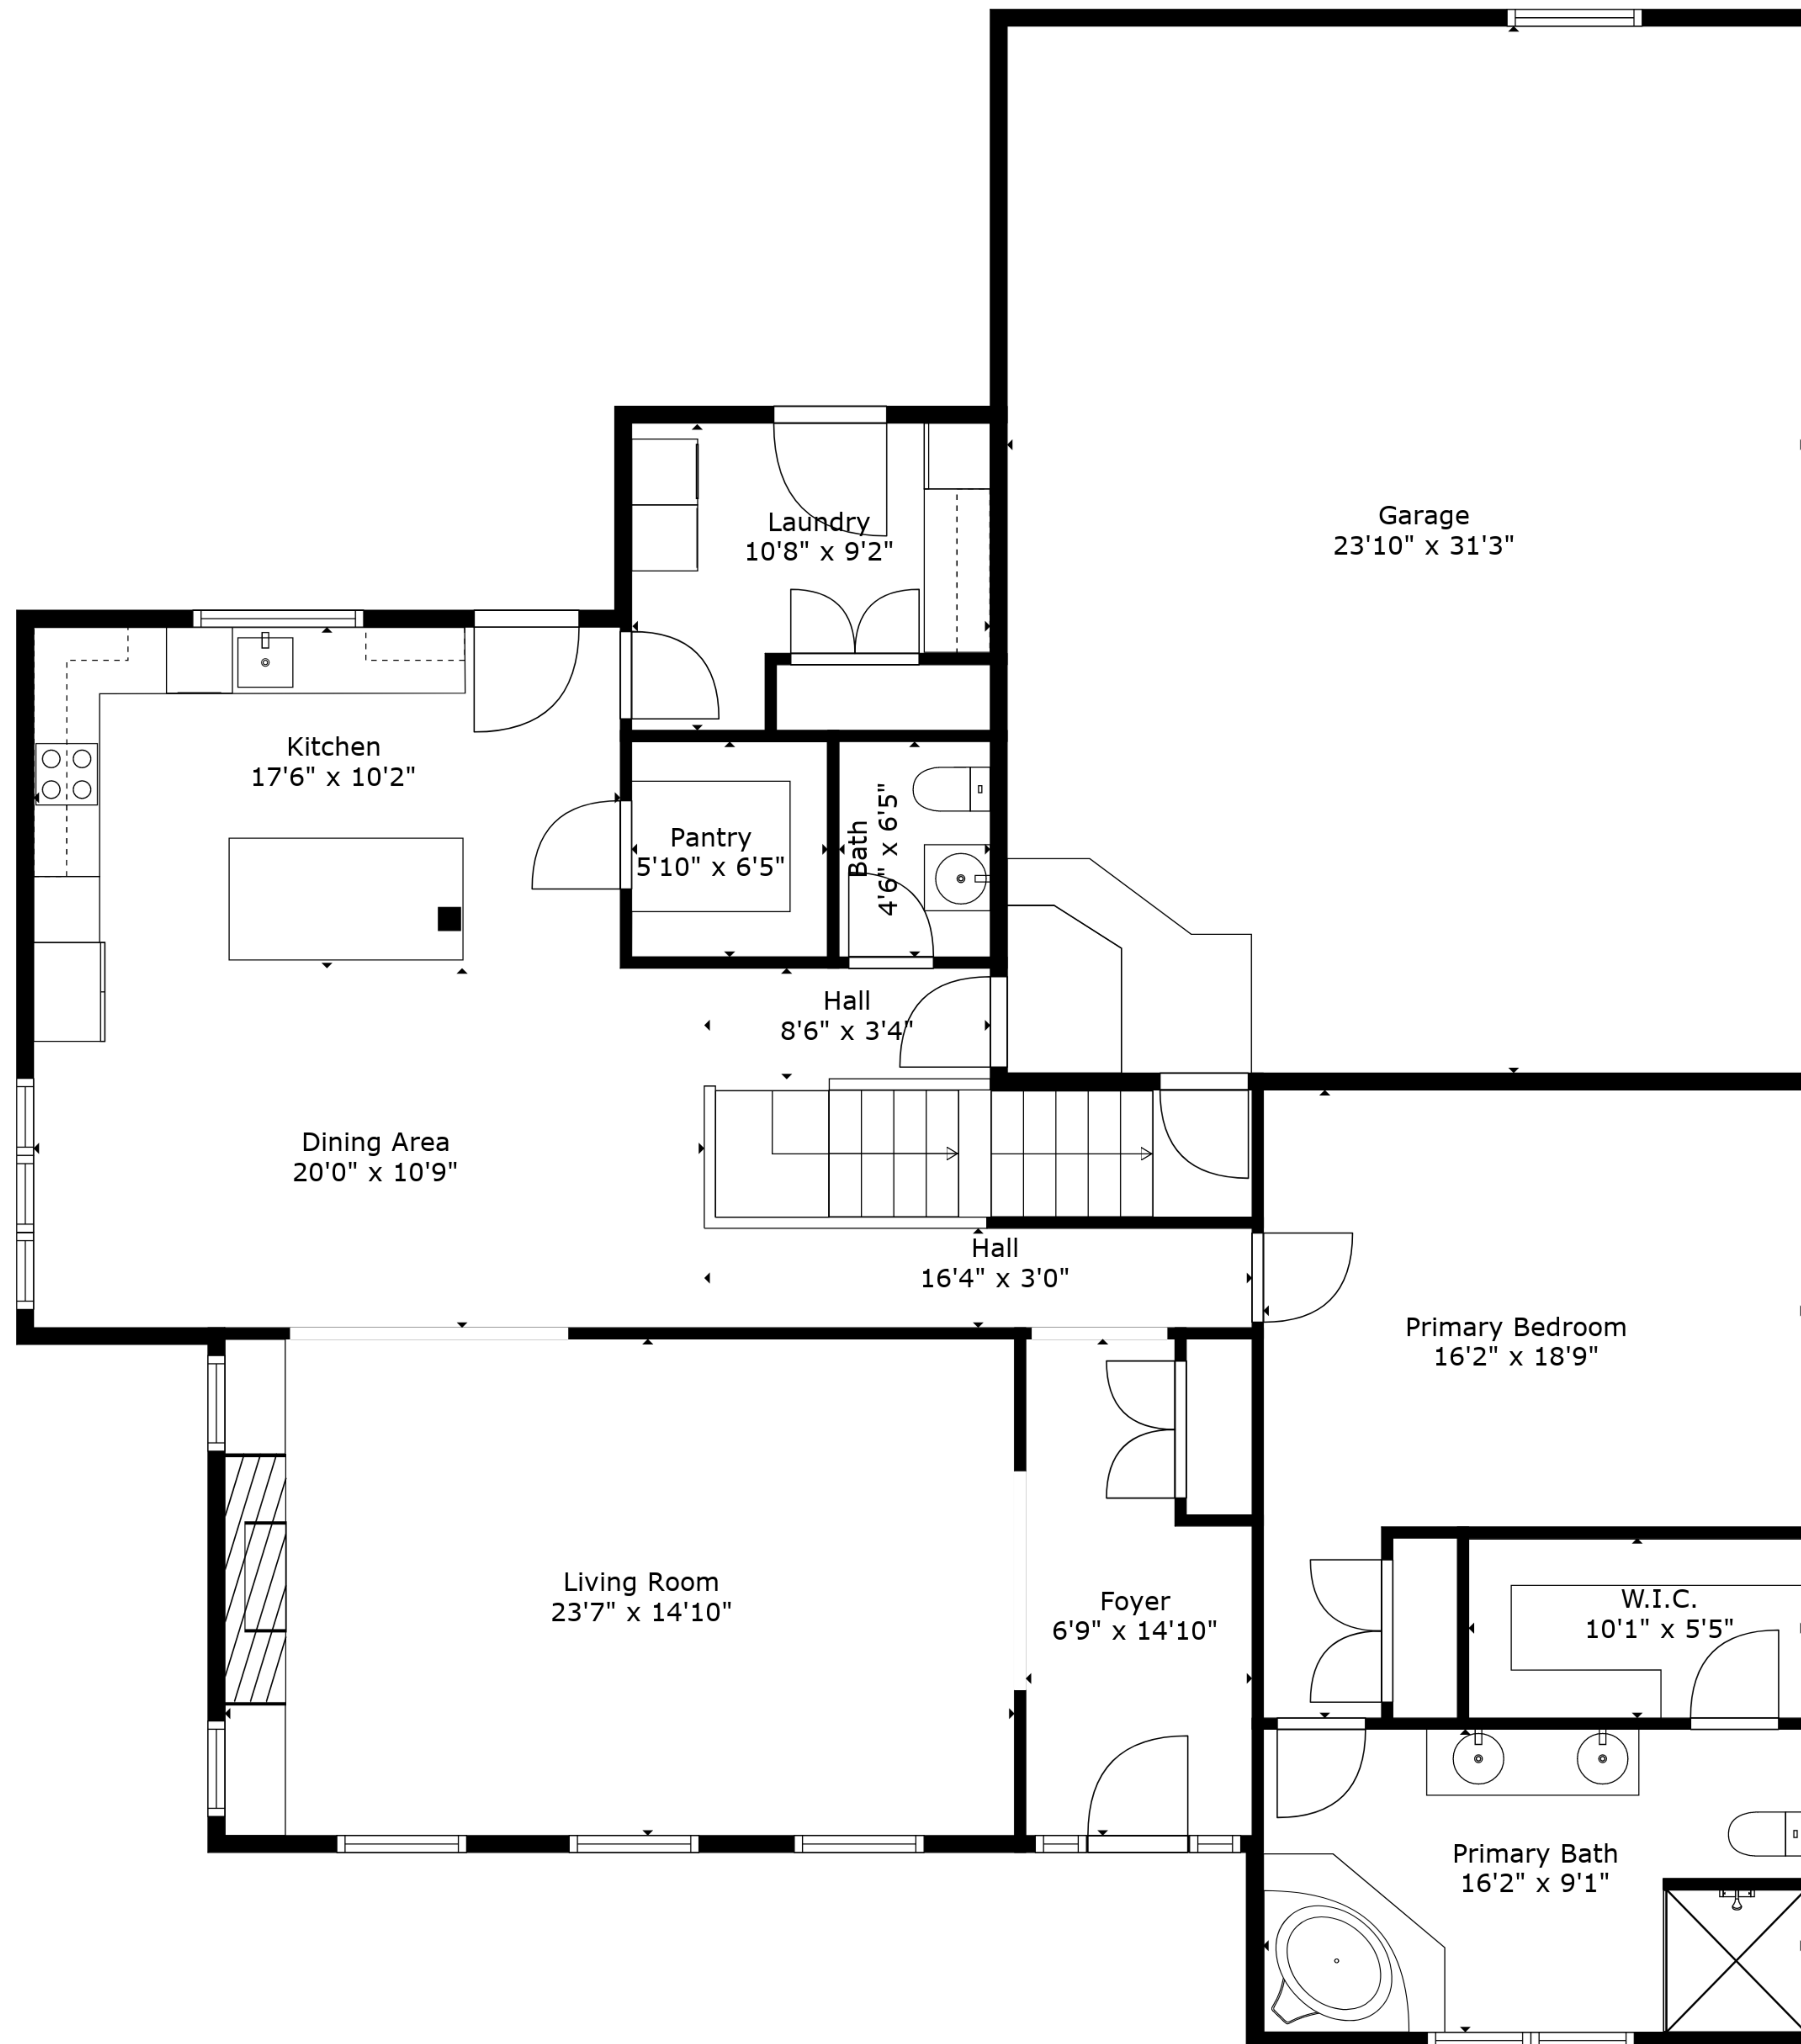 Garage
23'10" x 31'3"
Laundry
10'8" x 9'2"
Kitchen
17'6" x 10'2"
Pantry
5'10" x 6'5"
Bath
4'6" x 6'5"
Hall
8'6" x 3'4"
Dining Area
20'0" x 10'9"
Hall
16'4" x 3'0"
Primary Bedroom
16'2" x 18'9"
Living Room
23'7" x 14'10"
Foyer
6'9" x 14'10"
W.I.C.
10'1" x 5'5"
Primary Bath
16'2" x 9'1"